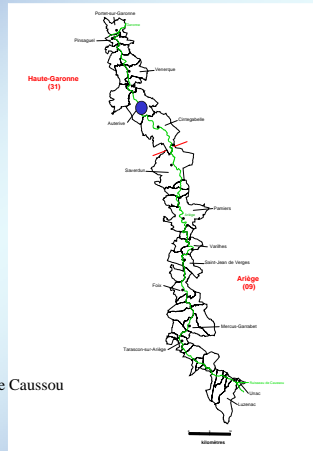 Portet-sur-Garonne
Pinsaguel
Venerque
Haute-Garonne
(31)
Auterive
Cintegabelle
Saverdun
Pamiers
Varilhes
Saint-Jean de Verges
Ariège
(09)
Foix
Mercus-Garrabet
Tarascon-sur-Ariège
e Caussou
Unac
Luzenac
kilomètres